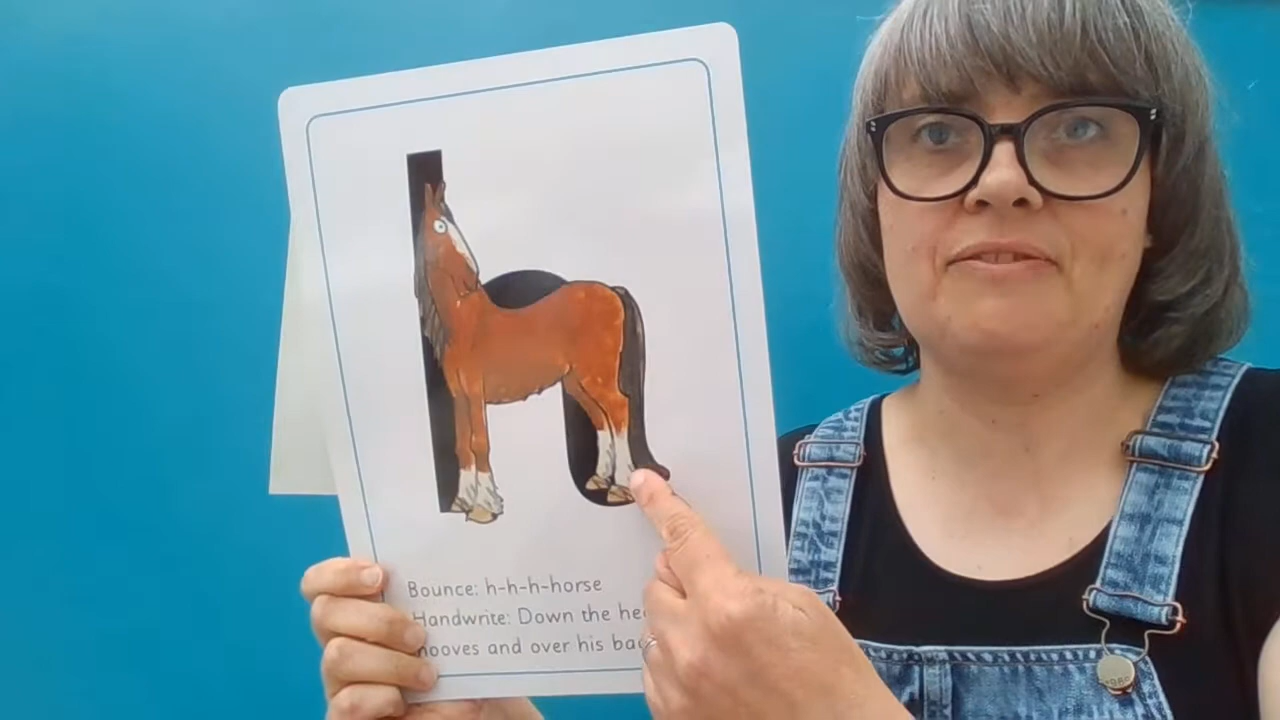 Bounce: h-h-h-horse
Handwrite: Down the
hooves and over his